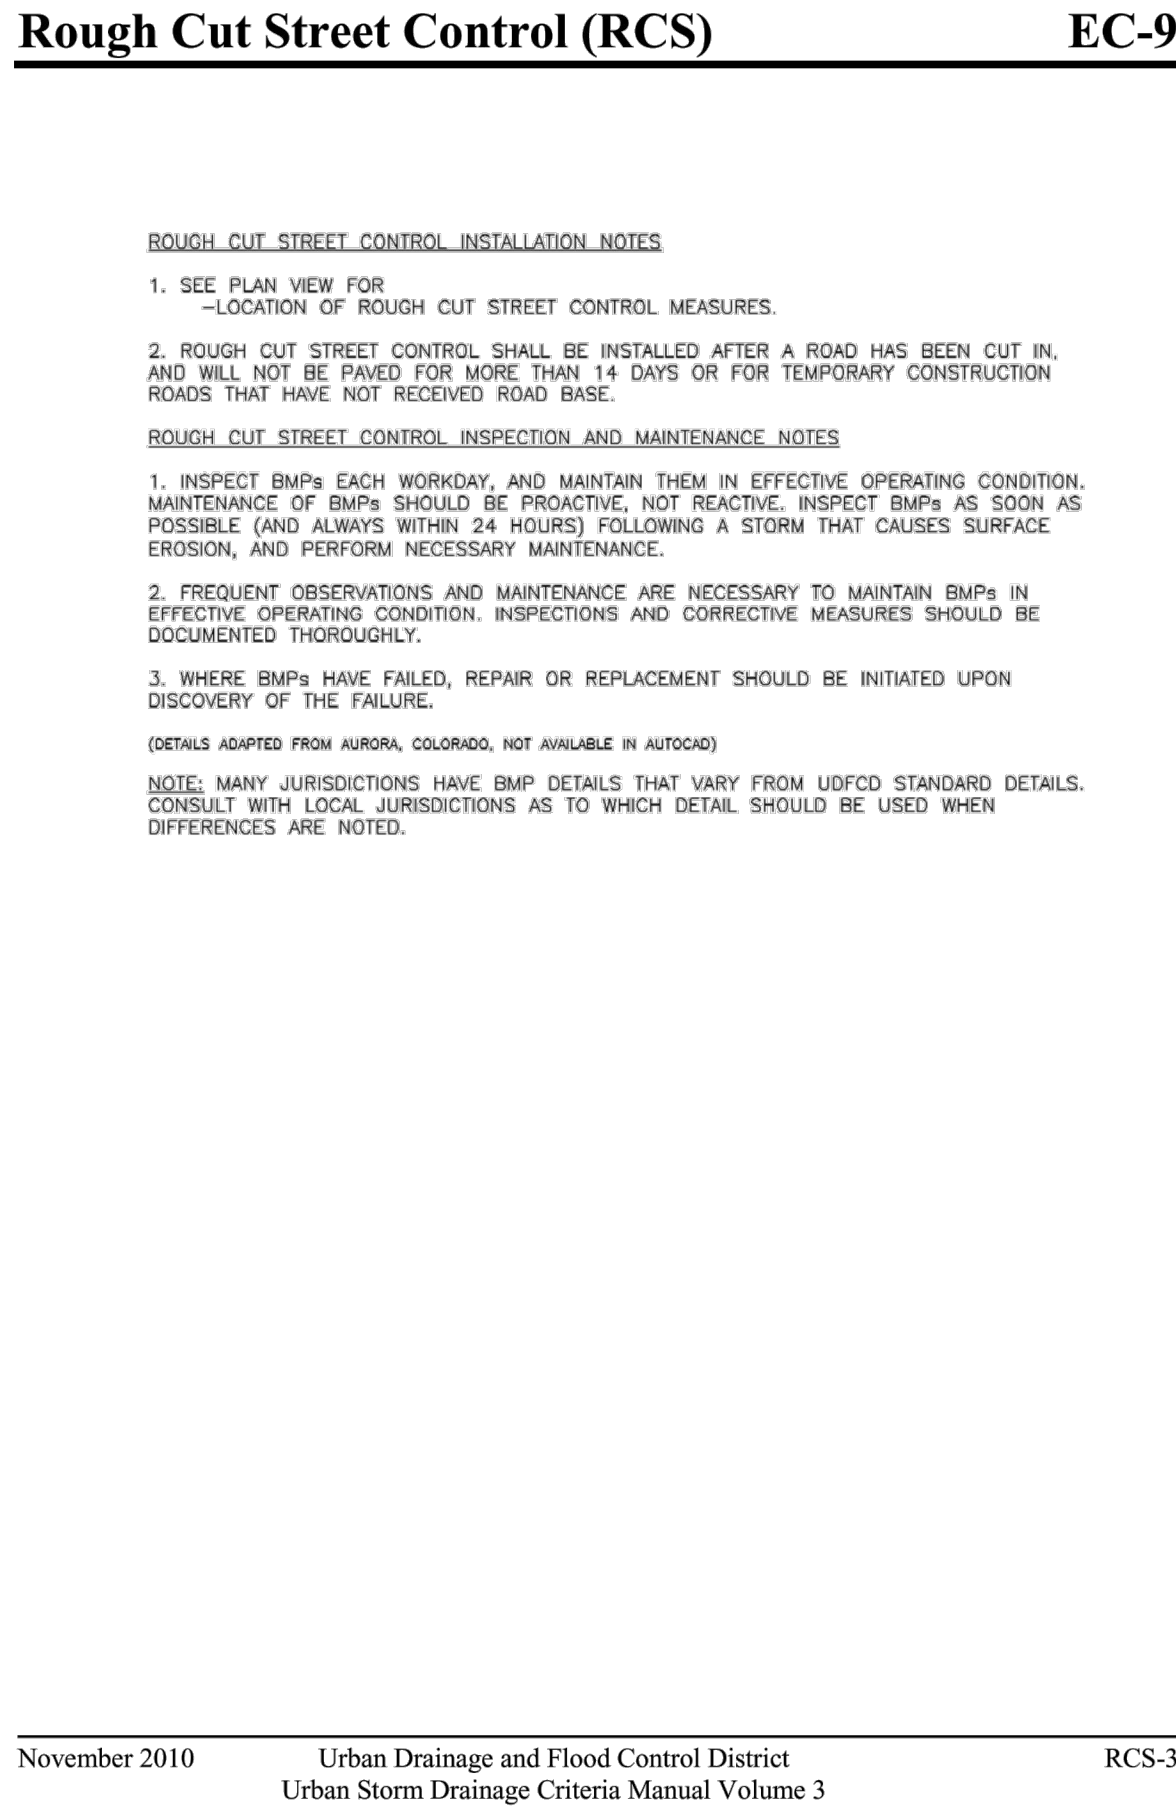 Rough Cut Street Control (RCS) EC-9
ROUGH CUT STREET CONTROL INSTALLATION NOTES
1. SEE PLAN VIEW FOR
-LOCATION OF ROUGH CUT STREET CONTROL MEASURES.
2. ROUGH CUT STREET CONTROL SHALL BE INSTALLED AFTER A ROAD HAS BEEN CUT IN,
AND WILL NOT BE PAVED FOR MORE THAN 14 DAYS OR FOR TEMPORARY CONSTRUCTION
ROADS THAT HAVE NOT RECEIVED ROAD BASE.
ROUGH CUT STREET CONTROL INSPECTION AND MAINTENANCE NOTES
1. INSPECT BMPs EACH WORKDAY, AND MAINTAIN THEM IN EFFECTIVE OPERATING CONDITION.
MAINTENANCE OF BMPs SHOULD BE PROACTIVE, NOT REACTIVE. INSPECT BMPs AS SOON AS
POSSIBLE (AND ALWAYS WITHIN 24 HOURS) FOLLOWING A STORM THAT CAUSES SURFACE
EROSION, AND PERFORM NECESSARY MAINTENANCE.
2. FREQUENT OBSERVATIONS AND MAINTENANCE ARE NECESSARY TO MAINTAIN BMPs IN
EFFECTIVE OPERATING CONDITION. INSPECTIONS AND CORRECTIVE MEASURES SHOULD BE
DOCUMENTED THOROUGHLY.
3. WHERE BMPs HAVE FAILED, REPAIR OR REPLACEMENT SHOULD BE INITIATED UPON
DISCOVERY OF THE FAILURE.
(DETAILS ADAPTED FROM AURORA, COLORADO, NOT AVAILABLE IN AUTOCAD)
NOTE: MANY JURISDICTIONS HAVE BMP DETAILS THAT VARY FROM UDFCD STANDARD DETAILS.
CONSULT WITH LOCAL JURISDICTIONS AS TO WHICH DETAIL SHOULD BE USED WHEN
DIFFERENCES ARE NOTED.
November 2010 Urban Drainage and Flood Control District RCS-3
Urban Storm Drainage Criteria Manual Volume 3